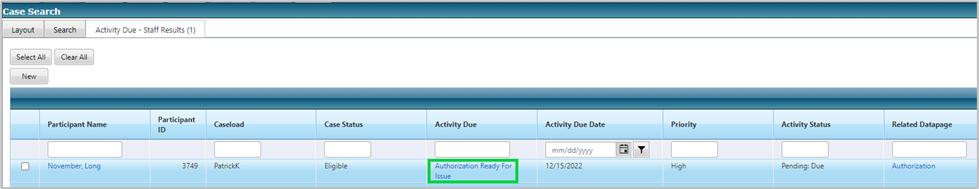 Case Search
Layout Search Activity Due - Staff Results (1)
Select All Clear All
New
Participant Name Participant ID Caseload Case Status Activity Due Activity Due Date Priority Activity Status Related Datapage
mm/dd/yyyy
November, Long 3749 PatrickK Eligible Authorization Ready For Issue 12/15/2022 High Pending: Due Authorization